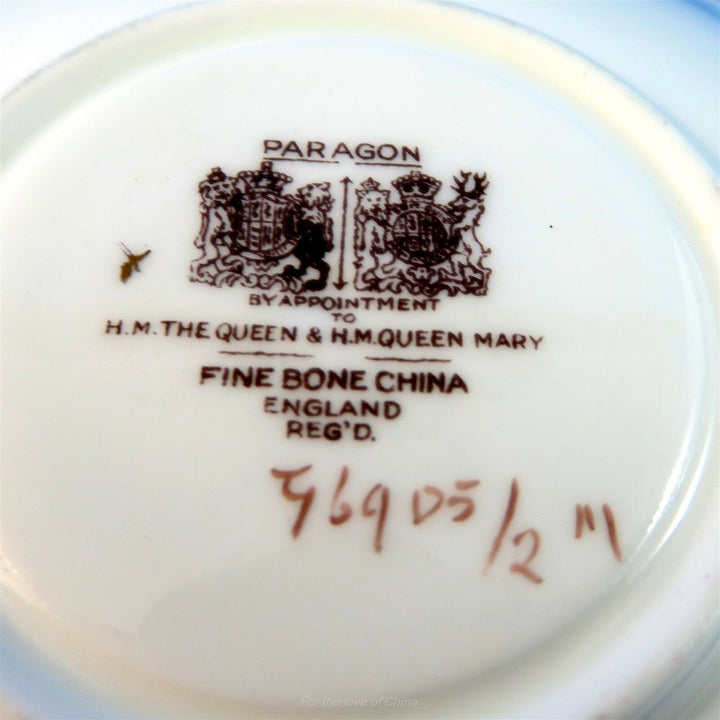 PARAGON
BY APPOINTMENT
TO
H.M. THE QUEEN & H.M. QUEEN MARY
FINE BONE CHINA
ENGLAND
REG'D.
For the love of China